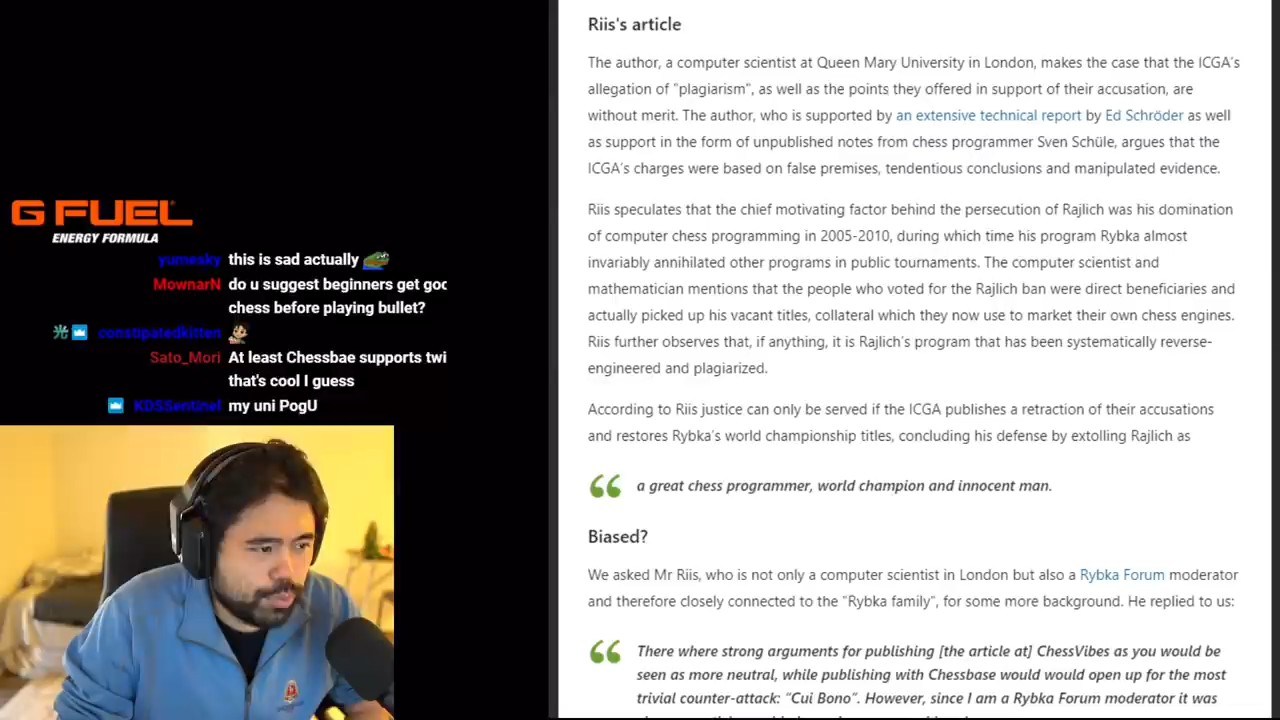 G FUEL
ENERGY FORMULA
yumesky this is sad actually
MownarN do u suggest beginners get goo
chess before playing bullet?
constipatedkitten
Sato_Mori At least Chessbae supports twi
that's cool I guess
KDSSentinel my uni PogU
Riis's article
The author, a computer scientist at Queen Mary University in London, makes the case that the ICGA's
allegation of "plagiarism", as well as the points they offered in support of their accusation, are
without merit. The author, who is supported by an extensive technical report by Ed Schröder as well
as support in the form of unpublished notes from chess programmer Sven Schüle, argues that the
ICGA's charges were based on false premises, tendentious conclusions and manipulated evidence.
Riis speculates that the chief motivating factor behind the persecution of Rajlich was his domination
of computer chess programming in 2005-2010, during which time his program Rybka almost
invariably annihilated other programs in public tournaments. The computer scientist and
mathematician mentions that the people who voted for the Rajlich ban were direct beneficiaries and
actually picked up his vacant titles, collateral which they now use to market their own chess engines.
Riis further observes that, if anything, it is Rajlich's program that has been systematically reverse-
engineered and plagiarized.
According to Riis justice can only be served if the ICGA publishes a retraction of their accusations
and restores Rybka's world championship titles, concluding his defense by extolling Rajlich as
a great chess programmer, world champion and innocent man.
Biased?
We asked Mr Riis, who is not only a computer scientist in London but also a Rybka Forum moderator
and therefore closely connected to the "Rybka family", for some more background. He replied to us:
There where strong arguments for publishing [the article at] ChessVibes as you would be
seen as more neutral, while publishing with Chessbase would would open up for the most
trivial counter-attack: "Cui Bono". However, since I am a Rybka Forum moderator it was